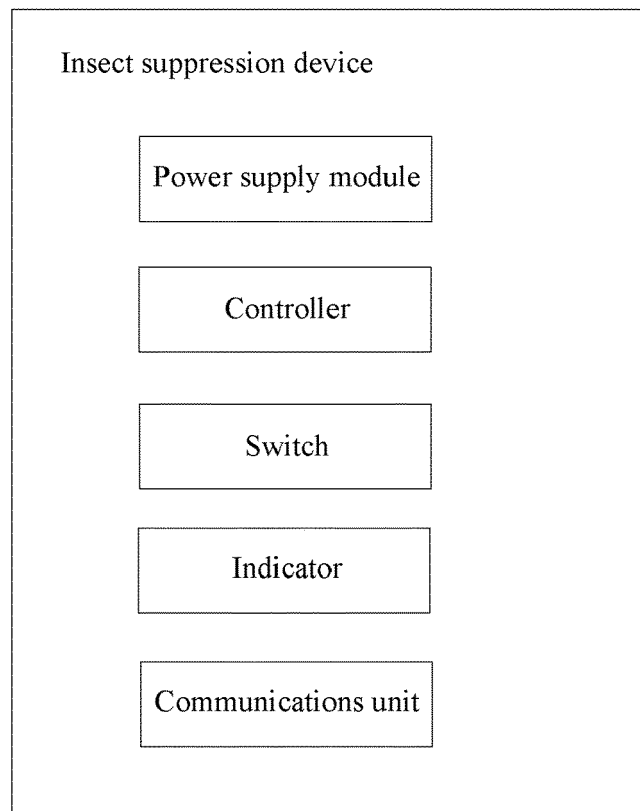 Insect suppression device
Power supply module
Controller
Switch
Indicator
Communications unit